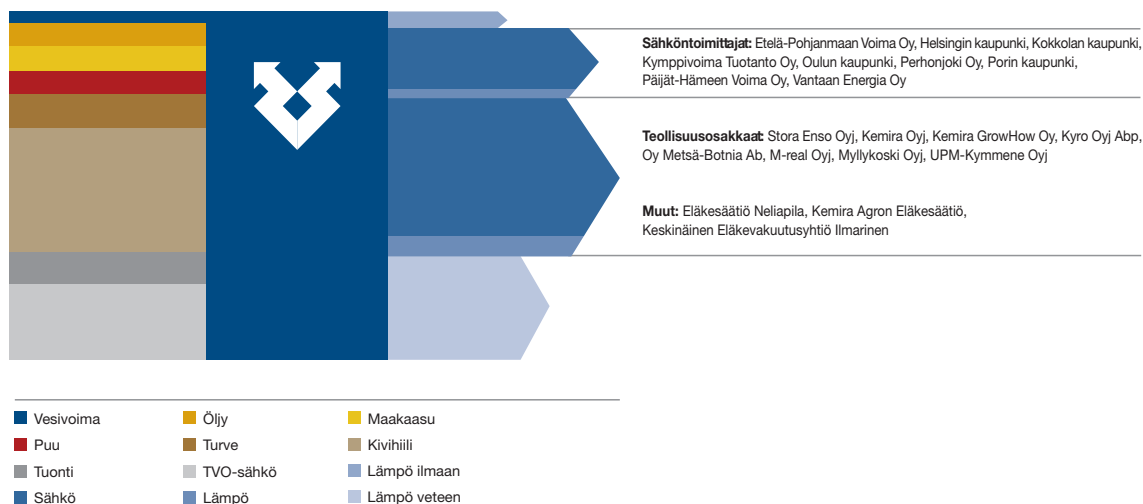 Sähköntoimittajat: Etelä-Pohjanmaan Voima Oy, Helsingin kaupunki, Kokkolan kaupunki,
Kymppivoima Tuotanto Oy, Oulun kaupunki, Perhonjoki Oy, Porin kaupunki,
Päijät-Hämeen Voima Oy, Vantaan Energia Oy
Teollisuusosakkaat: Stora Enso Oyj, Kemira Oyj, Kemira GrowHow Oy, Kyro Oyj Abp,
Oy Metsä-Botnia Ab, M-real Oyj, Myllykoski Oyj, UPM-Kymmene Oyj
Muut: Eläkesäätiö Neliapila, Kemira Agron Eläkesäätiö,
Keskinäinen Eläkevakuutusyhtiö Ilmarinen
Vesivoima Öljy Maakaasu
Puu Turve Kivihiili
Tuonti TVO-sähkö Lämpö ilmaan
Sähkö Lämpö Lämpö veteen